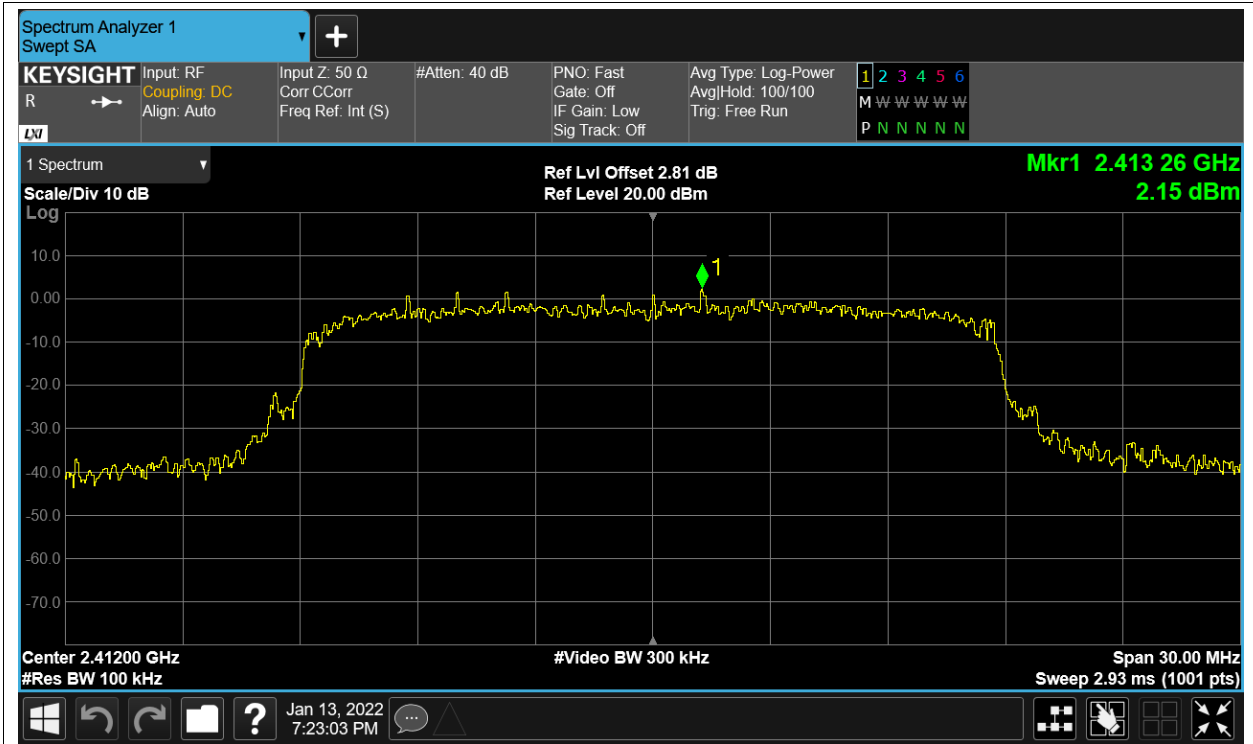 Spectrum Analyzer 1
Swept SA
+
KEYSIGHT
R
LXI
Input: RF
Coupling: DC
Align: Auto
Input Z: 50 Ω
Corr CCorr
Freq Ref: Int (S)
#Atten: 40 dB
PNO: Fast
Gate: Off
IF Gain: Low
Sig Track: Off
Avg Type: Log-Power
Avg|Hold: 100/100
Trig: Free Run
1 2 3 4 5 6
M W W W W W
P N N N N N
1 Spectrum
Scale/Div 10 dB
Log
Ref Lvl Offset 2.81 dB
Ref Level 20.00 dBm
Mkr1 2.413 26 GHz
2.15 dBm
1
10.0
0.00
-10.0
-20.0
-30.0
-40.0
-50.0
-60.0
-70.0
Center 2.41200 GHz
#Video BW 300 kHz
Span 30.00 MHz
#Res BW 100 kHz
Sweep 2.93 ms (1001 pts)
?
Jan 13, 2022
7:23:03 PM